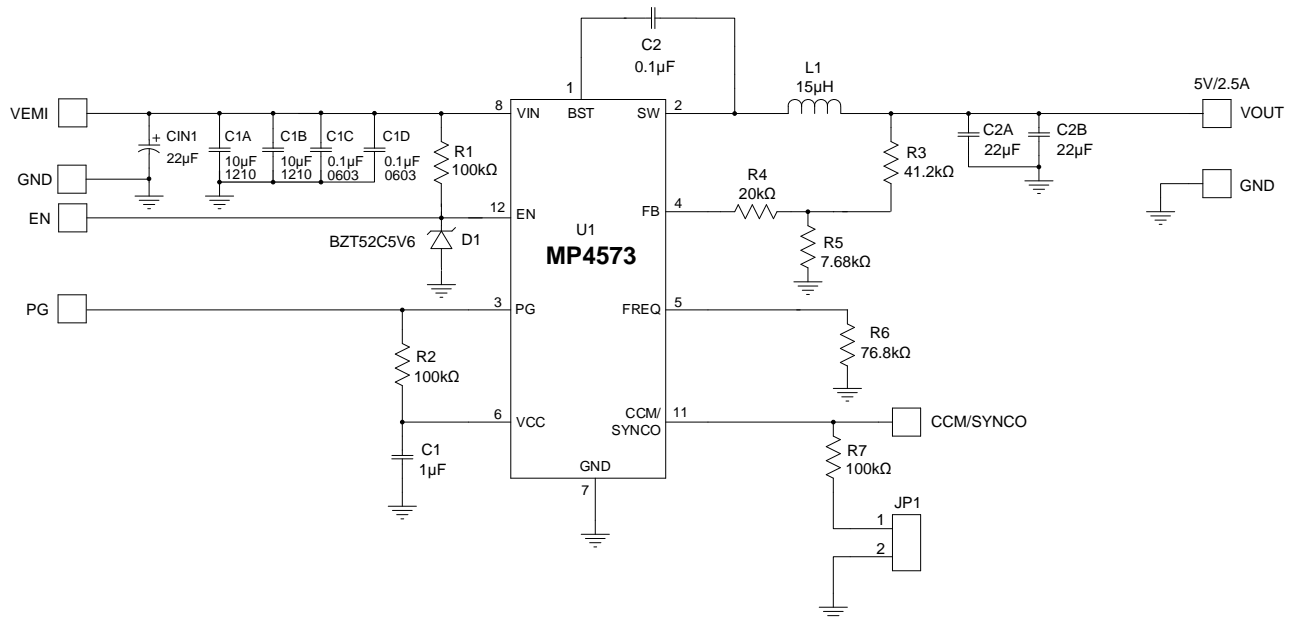 C2
0.1µF
L1
15µH
5V/2.5A
1
VEMI
8
VIN
BST
SW
2
VOUT
+
CIN1
22µF
C1A
10µF
1210
C1B
10µF
1210
C1C
0.1µF
0603
C1D
0.1µF
0603
R1
100kΩ
R3
41.2kΩ
C2A
22µF
C2B
22µF
GND
GND
R4
20kΩ
EN
12
EN
FB
4
U1
MP4573
BZT52C5V6
D1
R5
7.68kΩ
PG
3
PG
FREQ
5
R2
100kΩ
R6
76.8kΩ
6
VCC
CCM/
SYNCO
11
CCM/SYNCO
C1
1µF
R7
100kΩ
GND
7
JP1
1
2